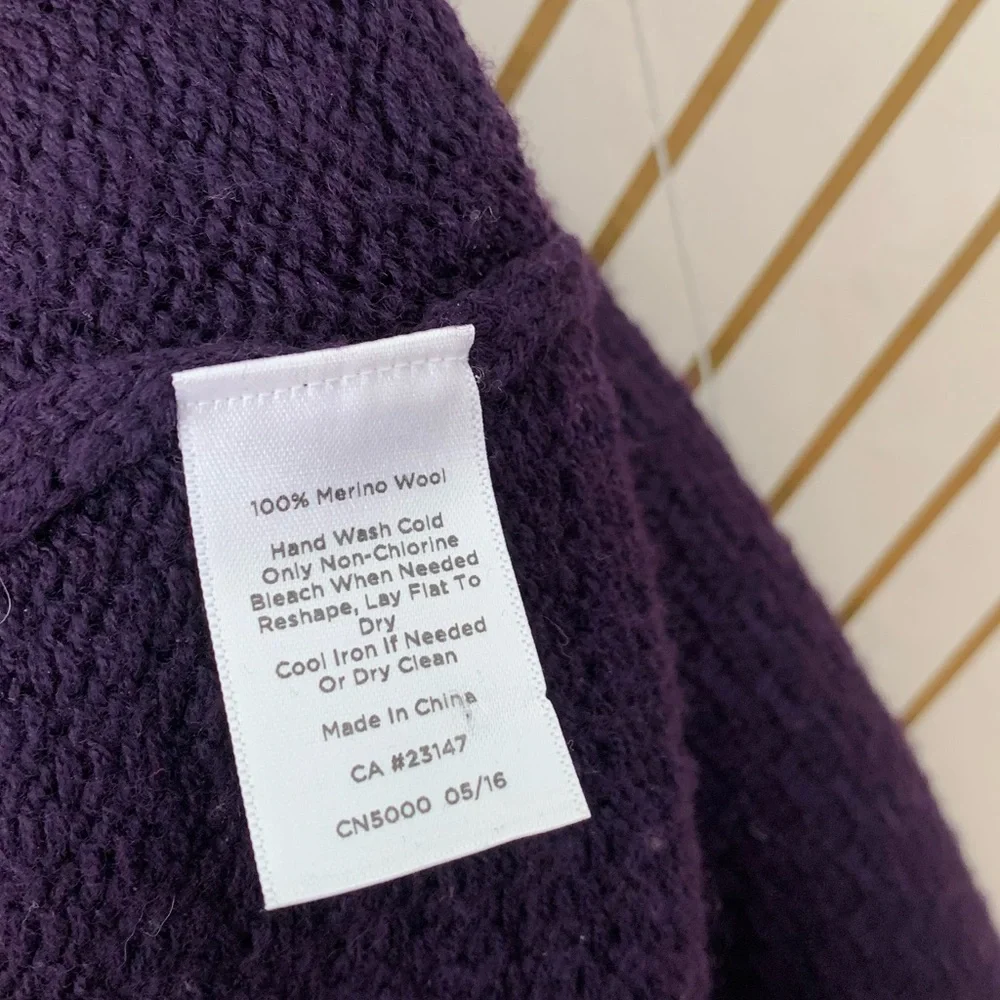 100% Merino Wool
Hand Wash Cold
Only Non-Chlorine
Bleach When Needed
Reshape, Lay Flat To
Dry
Cool Iron If Needed
Or Dry Clean
Made In China
CA #23147
CN5000 05/16